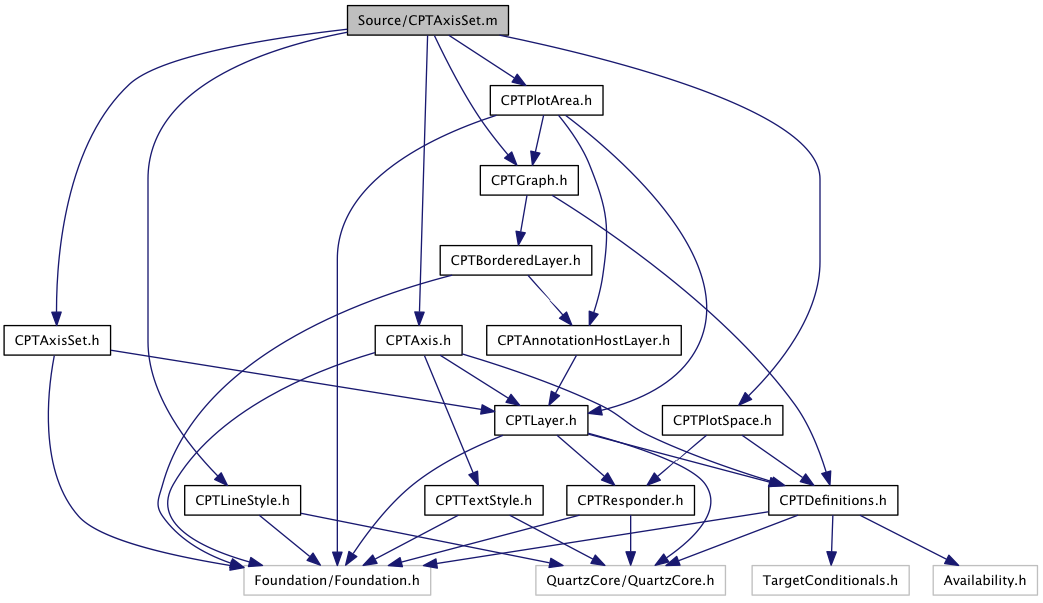 Source/CPTAxisSet.m
CPTPlotArea.h
CPTGraph.h
CPTBorderedLayer.h
CPTAxisSet.h
CPTAxis.h
CPTAnnotationHostLayer.h
CPTLayer.h
CPTPlotSpace.h
CPTLineStyle.h
CPTTextStyle.h
CPTResponder.h
CPTDefinitions.h
Foundation/Foundation.h
QuartzCore/QuartzCore.h
TargetConditionals.h
Availability.h